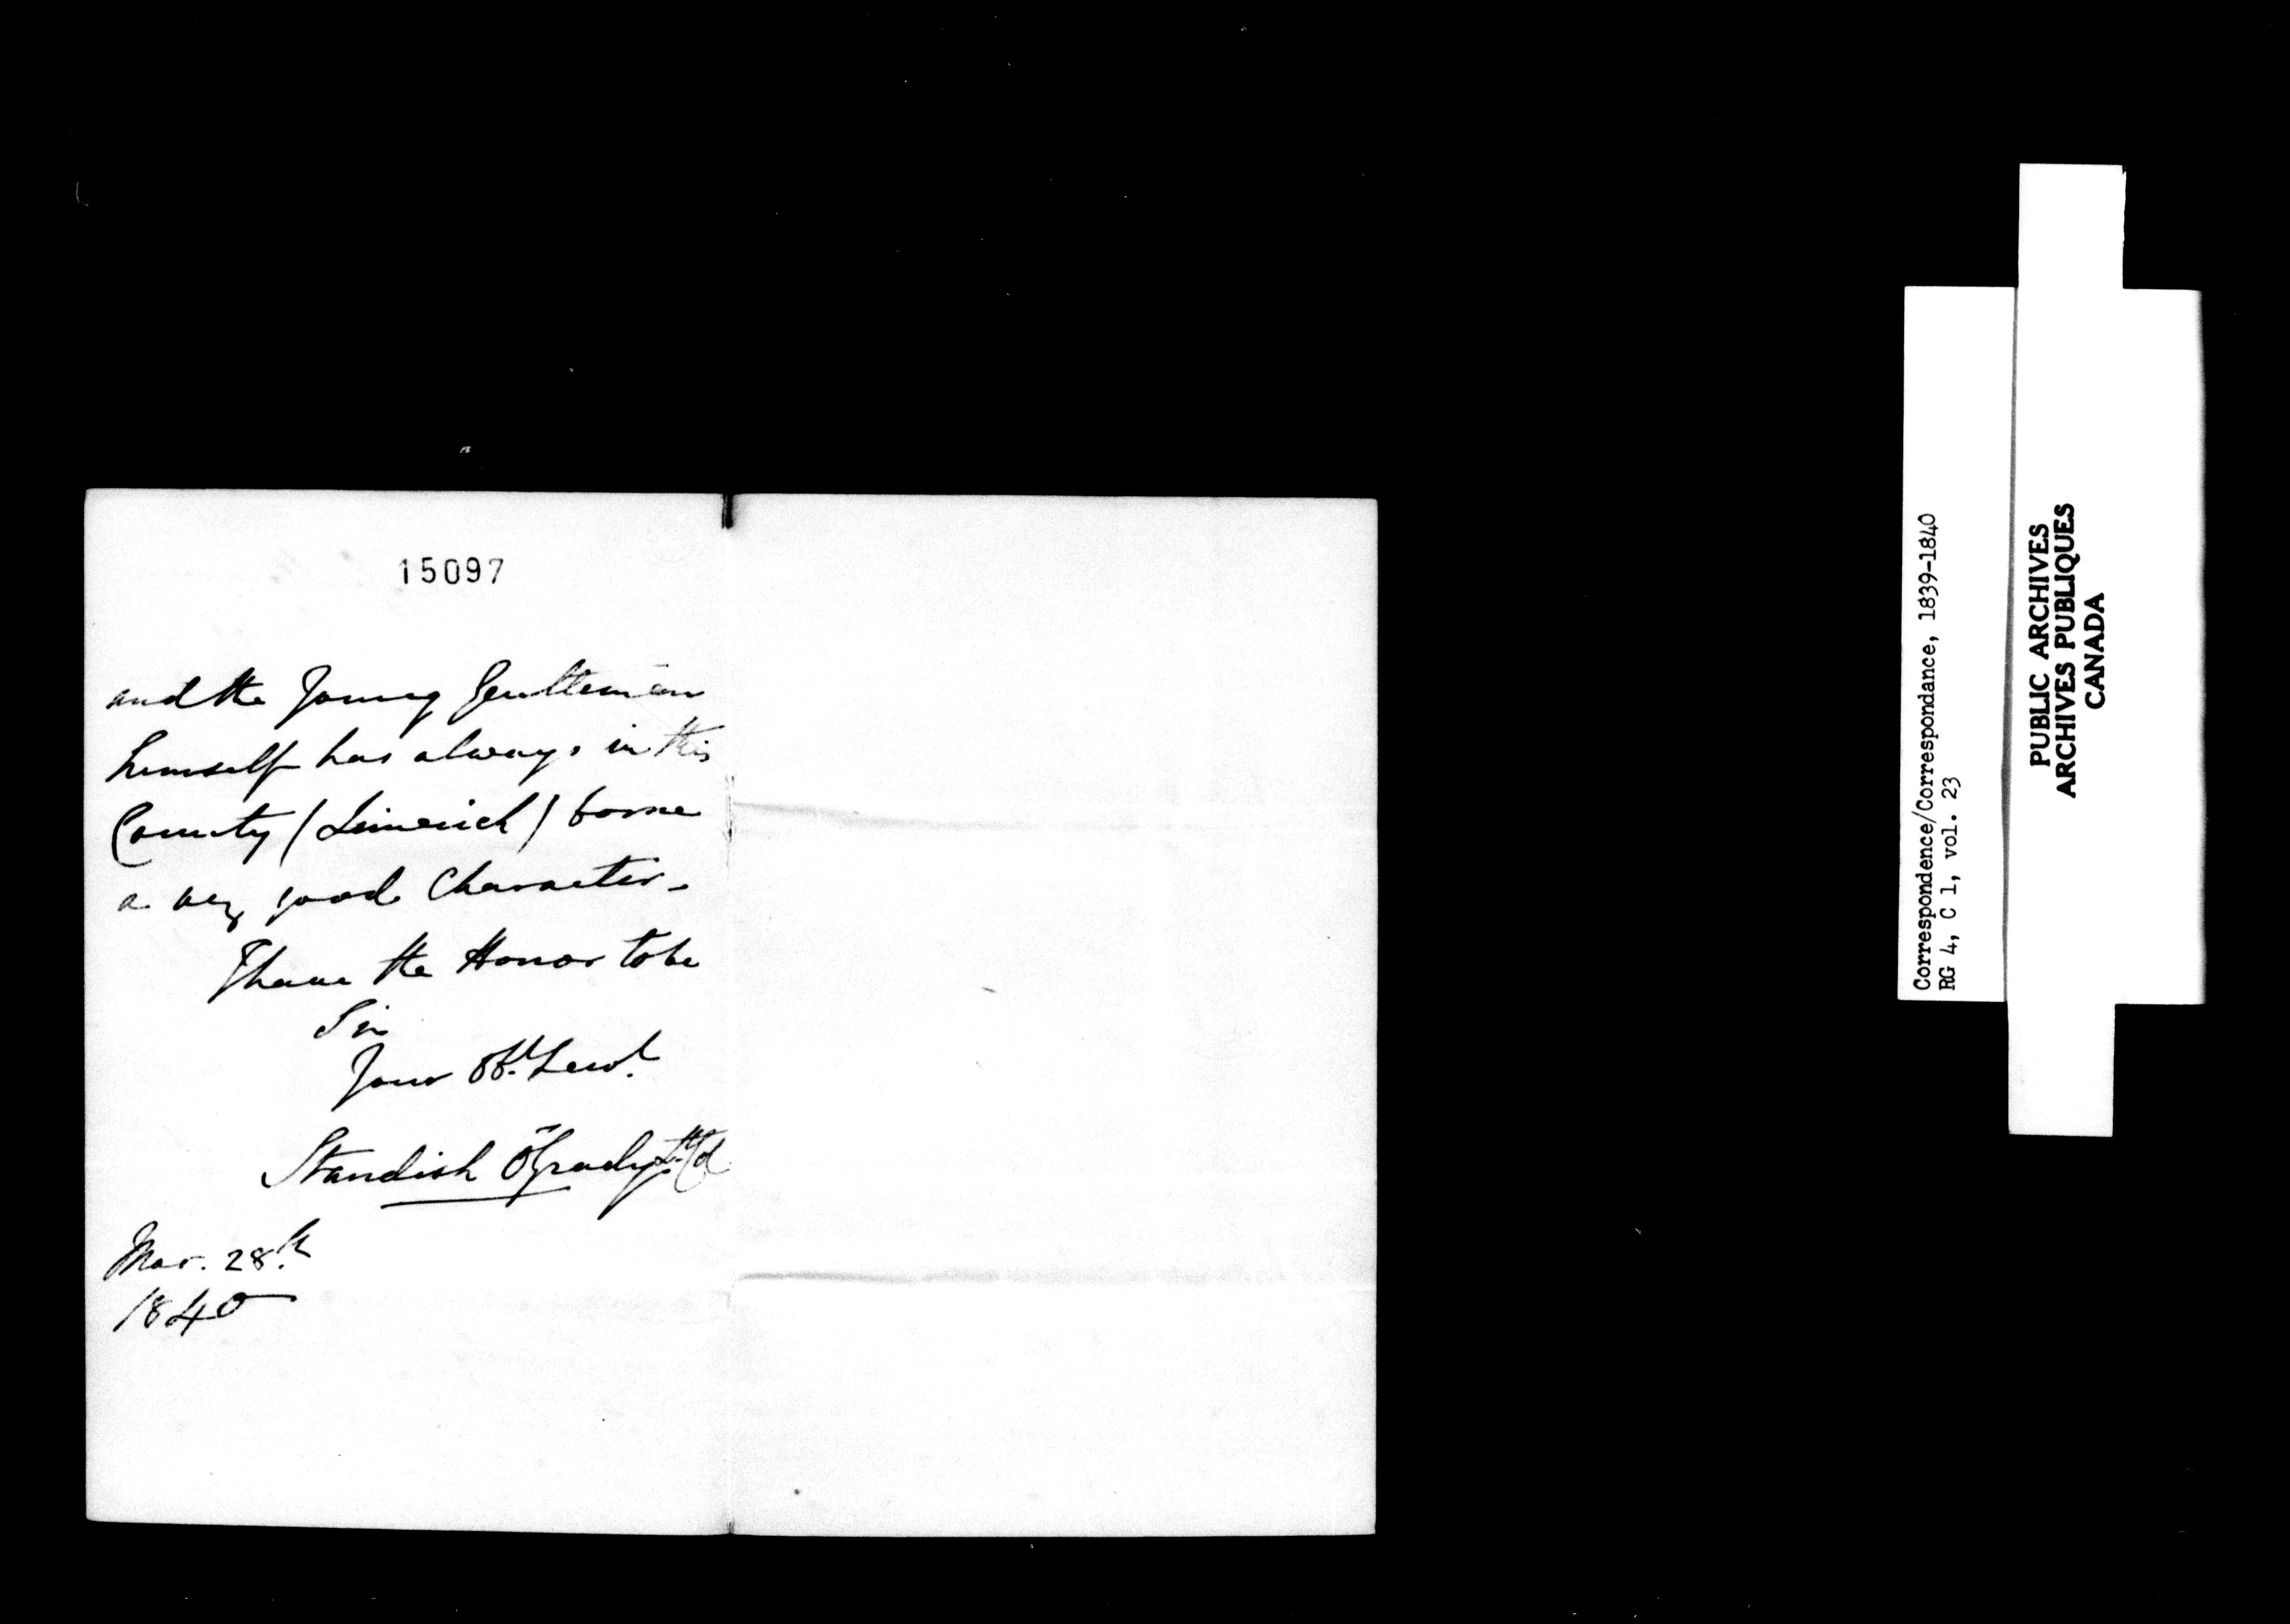 15097
and the Young Gentleman
himself has always in this
County (Limerick) borne
a very good Character-
I have the Honor to be
Sir
Your Obt. Servt.
Standish O'Grady
Mar. 28th
1840
Correspondence/Correspondance, 1839-1840
RG 4, C 1, vol. 23
PUBLIC ARCHIVES
ARCHIVES PUBLIQUES
CANADA